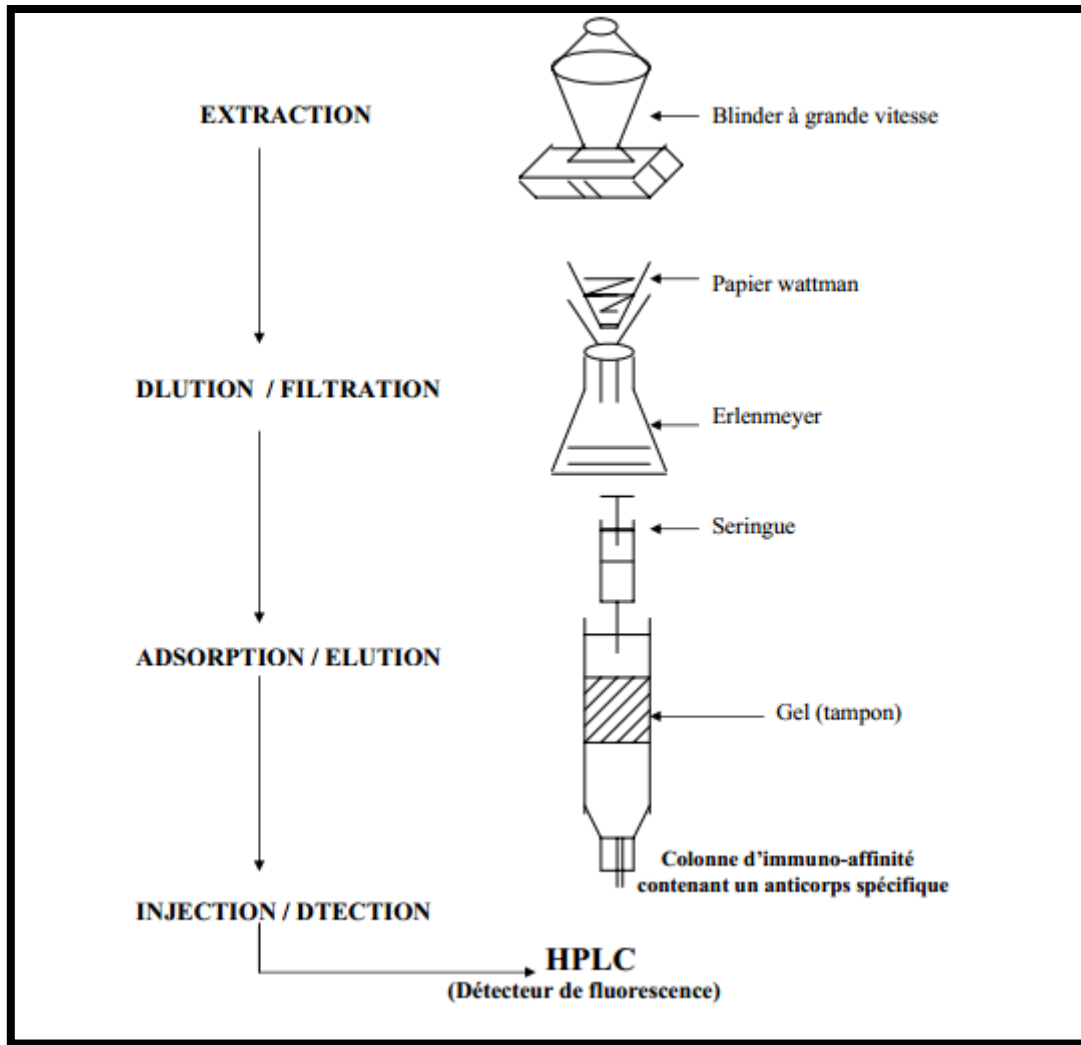 EXTRACTION
Blinder à grande vitesse
Papier wattman
DLUTION / FILTRATION
Erlenmeyer
Seringue
ADSORPTION / ELUTION
Gel (tampon)
Colonne d'immuno-affinité
contenant un anticorps spécifique
INJECTION / DTECTION
HPLC
(Détecteur de fluorescence)